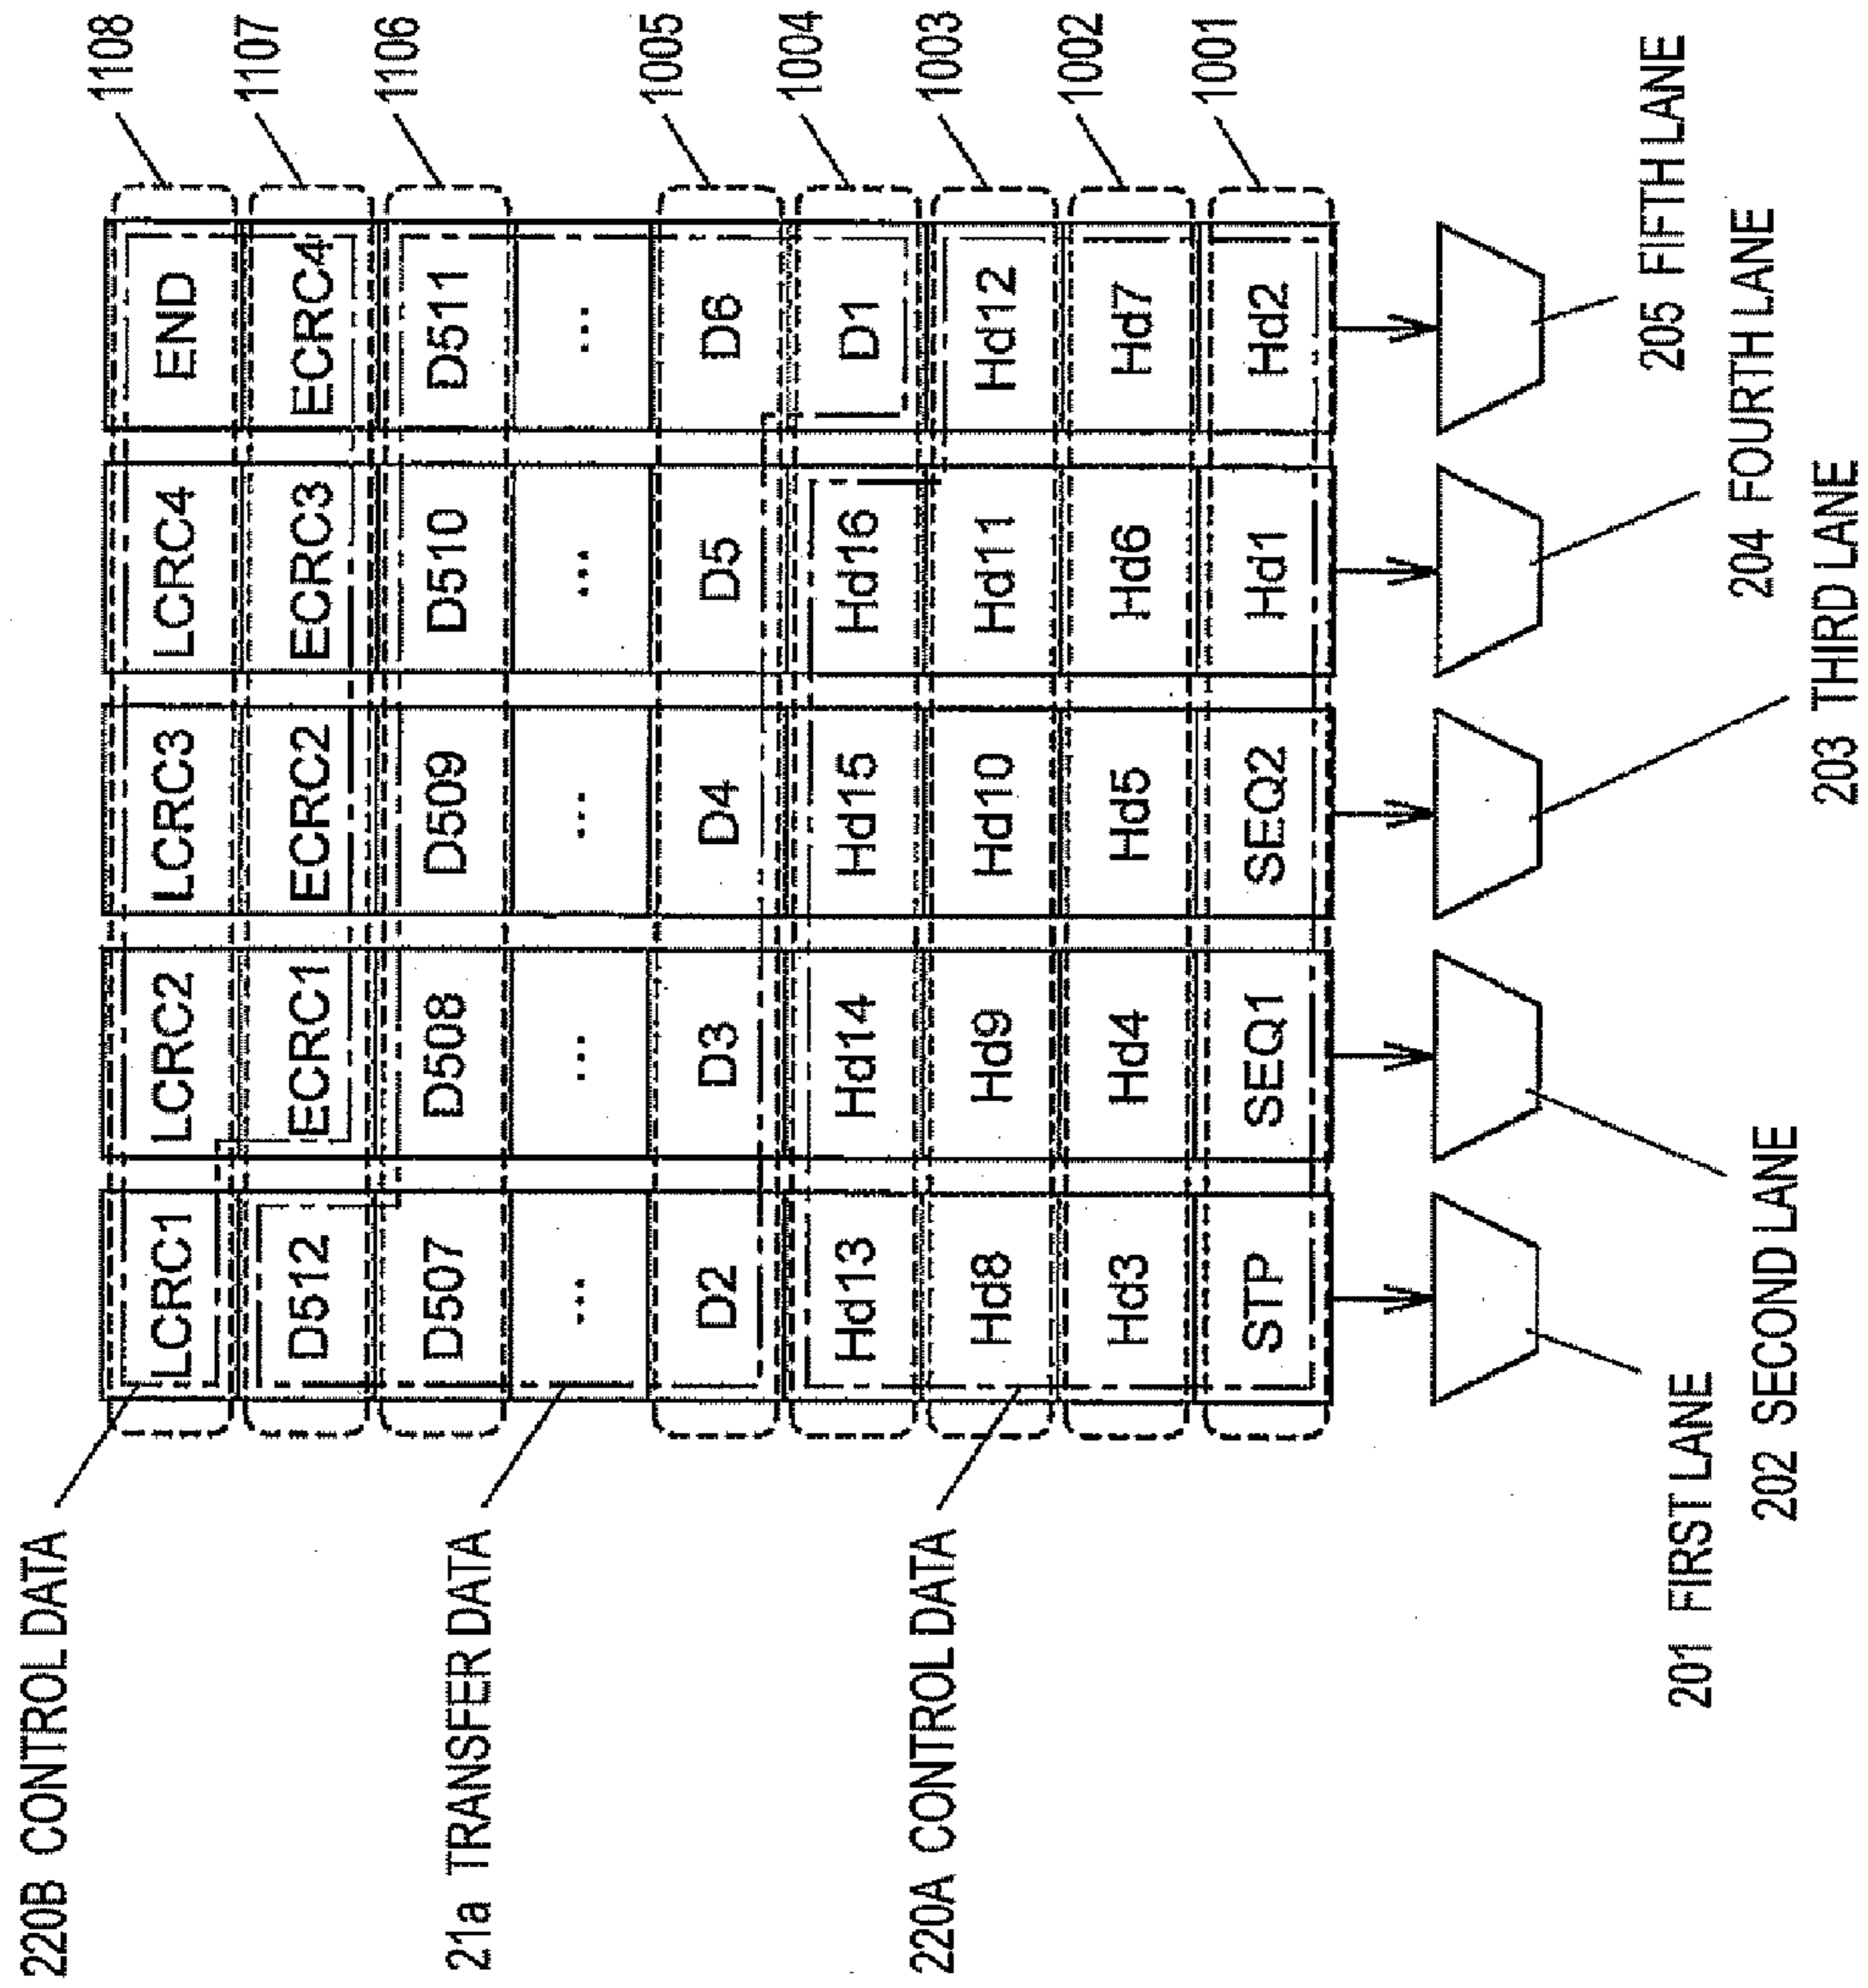 220B CONTROL DATA
21a TRANSFER DATA
220A CONTROL DATA
LCRC1 LCRC2 LCRC3 LCRC4 END 1108
D512 ECRC1 ECRC2 ECRC3 ECRC4 1107
D507 D508 D509 D510 D511 1106
... ... ... ... ...
D2 D3 D4 D5 D6 1005
Hd13 Hd14 Hd15 Hd16 D1 1004
Hd8 Hd9 Hd10 Hd11 Hd12 1003
Hd3 Hd4 Hd5 Hd6 Hd7 1002
STP SEQ1 SEQ2 Hd1 Hd2 1001
201 FIRST LANE
202 SECOND LANE
203 THIRD LANE
204 FOURTH LANE
205 FIFTH LANE